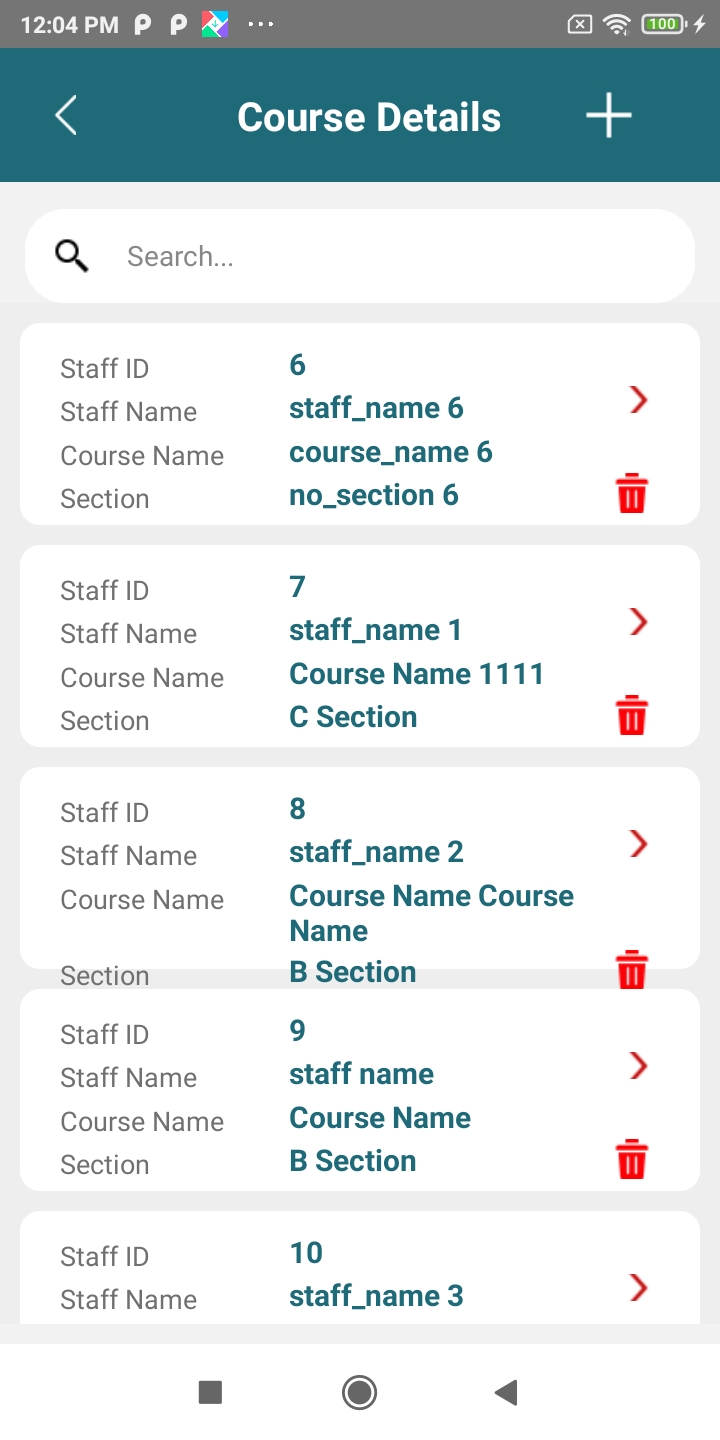 12:04 PM
100
Course Details
Search...
Staff ID 6
Staff Name staff_name 6
Course Name course_name 6
Section no_section 6
Staff ID 7
Staff Name staff_name 1
Course Name Course Name 1111
Section C Section
Staff ID 8
Staff Name staff_name 2
Course Name Course Name Course
Name
Section B Section
Staff ID 9
Staff Name staff name
Course Name Course Name
Section B Section
Staff ID 10
Staff Name staff_name 3